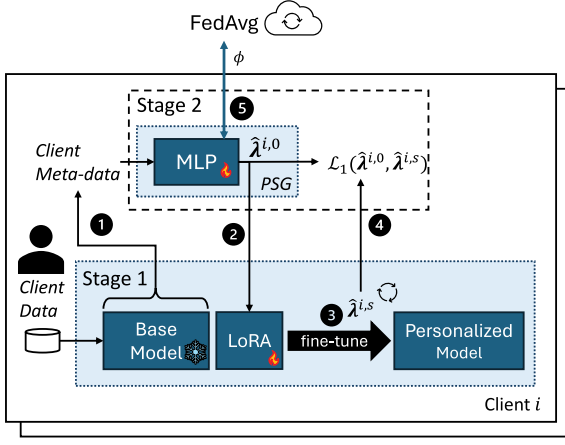 FedAvg
ϕ
Stage 2
5
Client
Meta-data
MLP
λ̂^{i,0}
PSG
ℒ₁(λ̂^{i,0}, λ̂^{i,s})
1
2
4
Client
Data
Stage 1
Base
Model
LoRA
3
λ̂^{i,s}
fine-tune
Personalized
Model
Client i